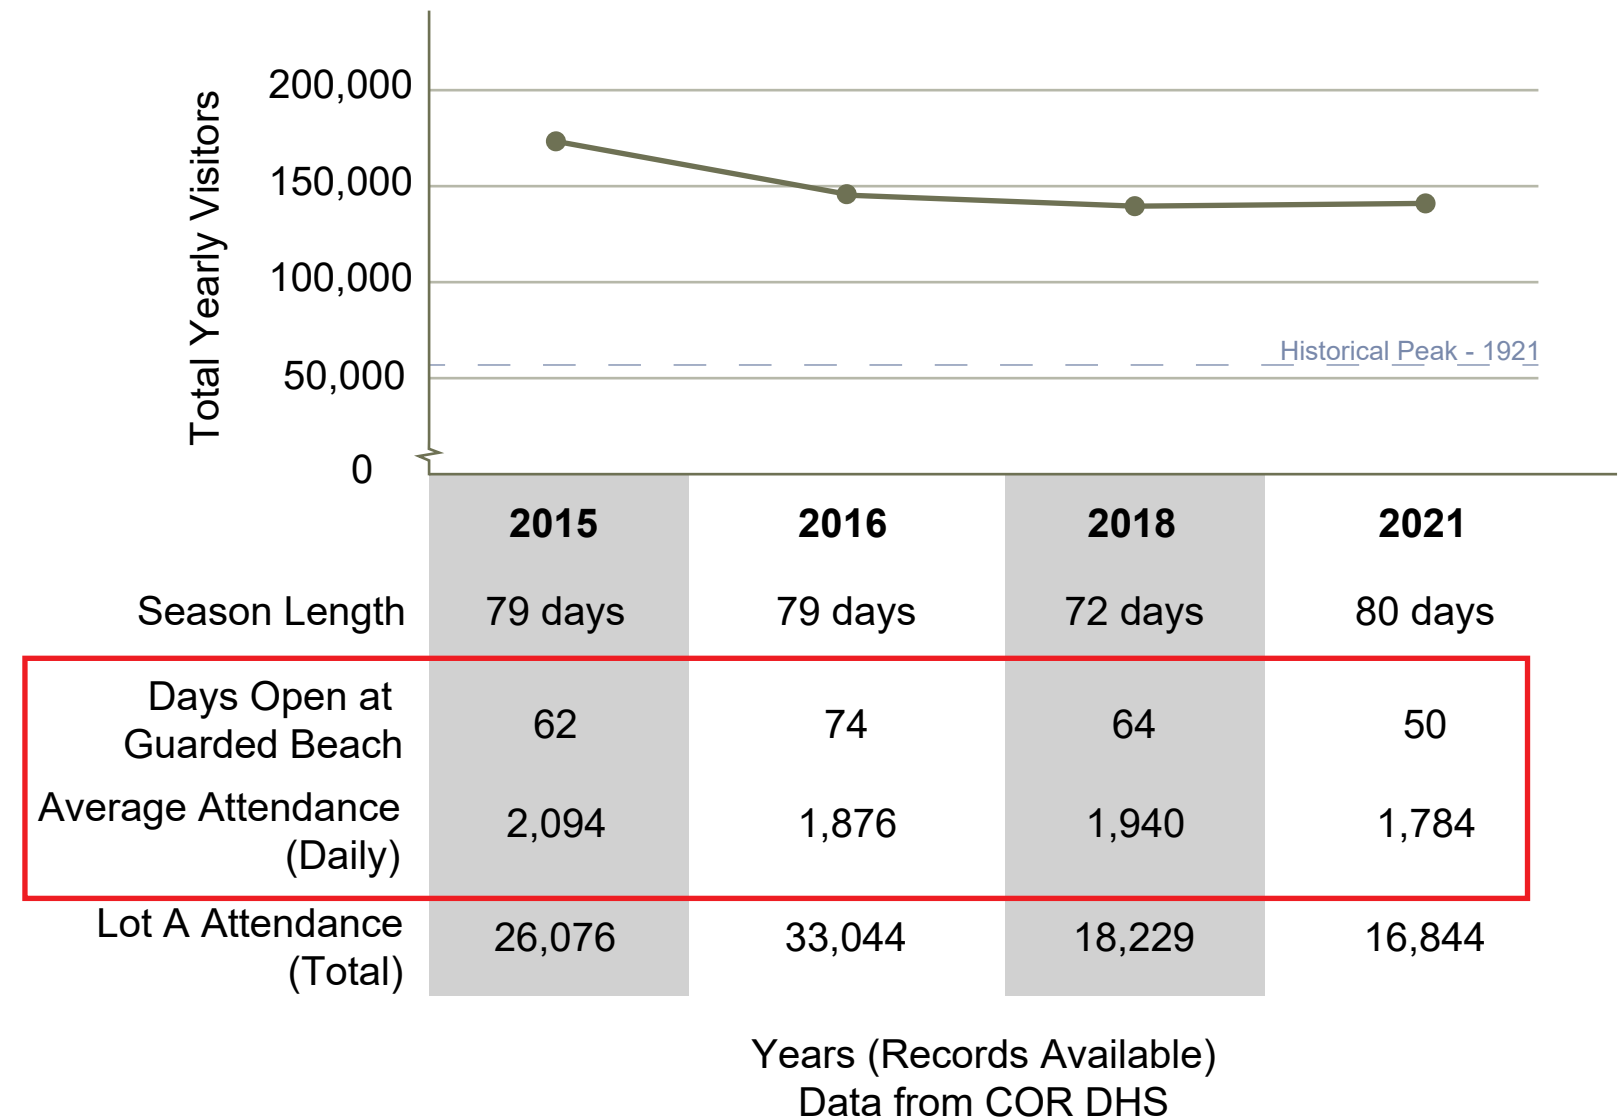 Total Yearly Visitors
200,000
150,000
100,000
50,000
0
Historical Peak - 1921
2015 2016 2018 2021
Season Length 79 days 79 days 72 days 80 days
Days Open at
Guarded Beach 62 74 64 50
Average Attendance
(Daily) 2,094 1,876 1,940 1,784
Lot A Attendance
(Total) 26,076 33,044 18,229 16,844
Years (Records Available)
Data from COR DHS